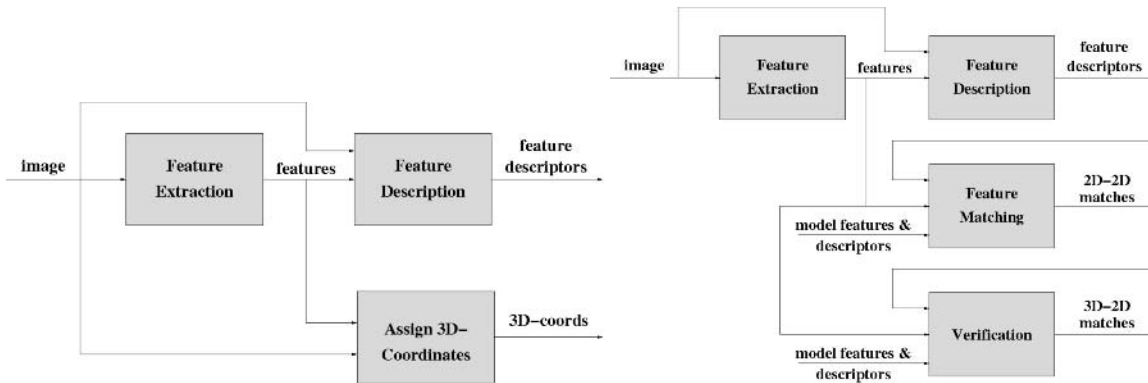 image
Feature
Extraction
features
Feature
Description
feature
descriptors
Assign 3D–
Coordinates
3D–coords
image
Feature
Extraction
features
Feature
Description
feature
descriptors
Feature
Matching
2D–2D
matches
model features &
descriptors
Verification
3D–2D
matches
model features &
descriptors